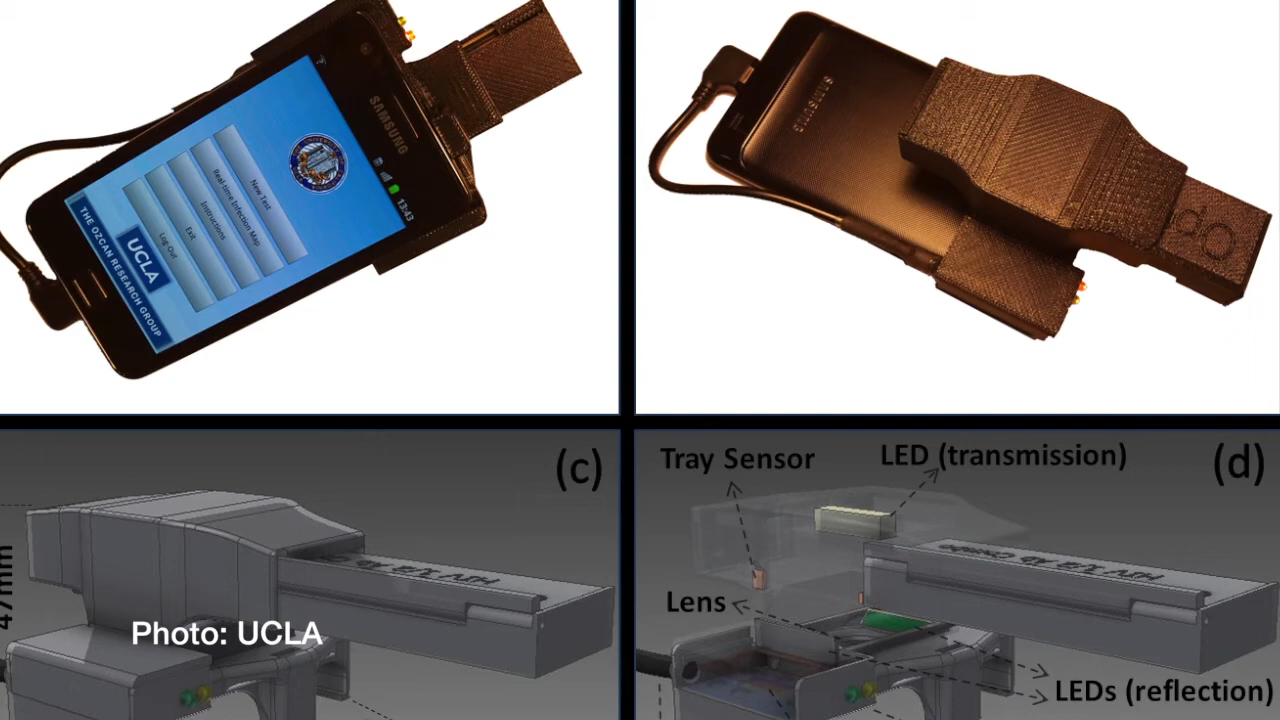 SAMSUNG
13:43
New Test
Real-time Infection Map
Instructions
Exit
Log-Out
UCLA
THE OZCAN RESEARCH GROUP
SAMSUNG
(c)
47mm
Photo: UCLA
(d)
Tray Sensor
LED (transmission)
Lens
LEDs (reflection)